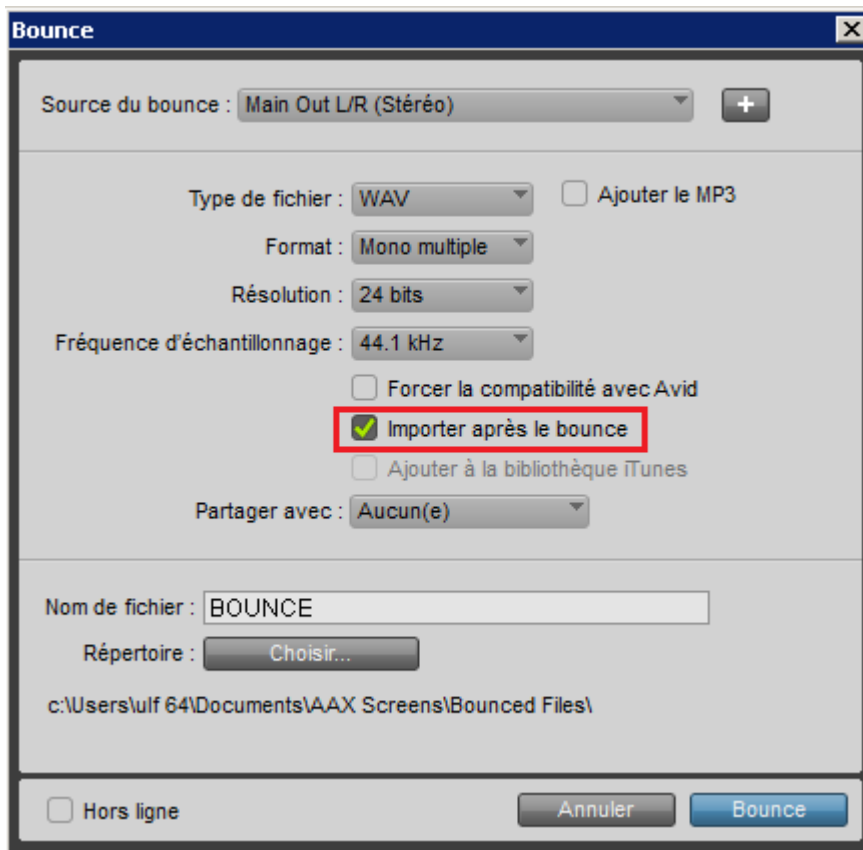 Bounce
Source du bounce : Main Out L/R (Stéréo)
Type de fichier : WAV Ajouter le MP3
Format : Mono multiple
Résolution : 24 bits
Fréquence d'échantillonnage : 44.1 kHz
Forcer la compatibilité avec Avid
Importer après le bounce
Ajouter à la bibliothèque iTunes
Partager avec : Aucun(e)
Nom de fichier : BOUNCE
Répertoire : Choisir...
c:\Users\ulf 64\Documents\AAX Screens\Bounced Files\
Hors ligne Annuler Bounce